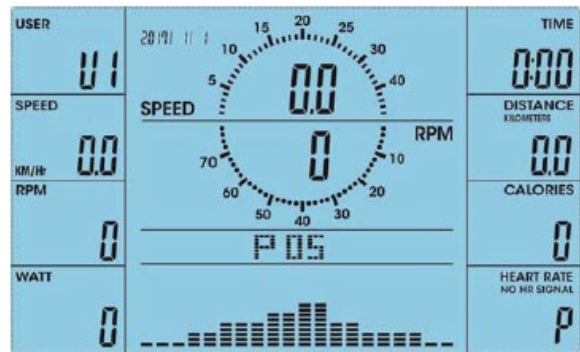 USER
U1
SPEED
KM/Hr 0.0
RPM
0
WATT
0
2019/ 1/ 1
5 10 15 20 25 30 40
0.0
SPEED
RPM
0
10 20 30 40 50 60 70
P05
TIME
0:00
DISTANCE
KILOMETERS
0.0
CALORIES
0
HEART RATE
NO HR SIGNAL
P